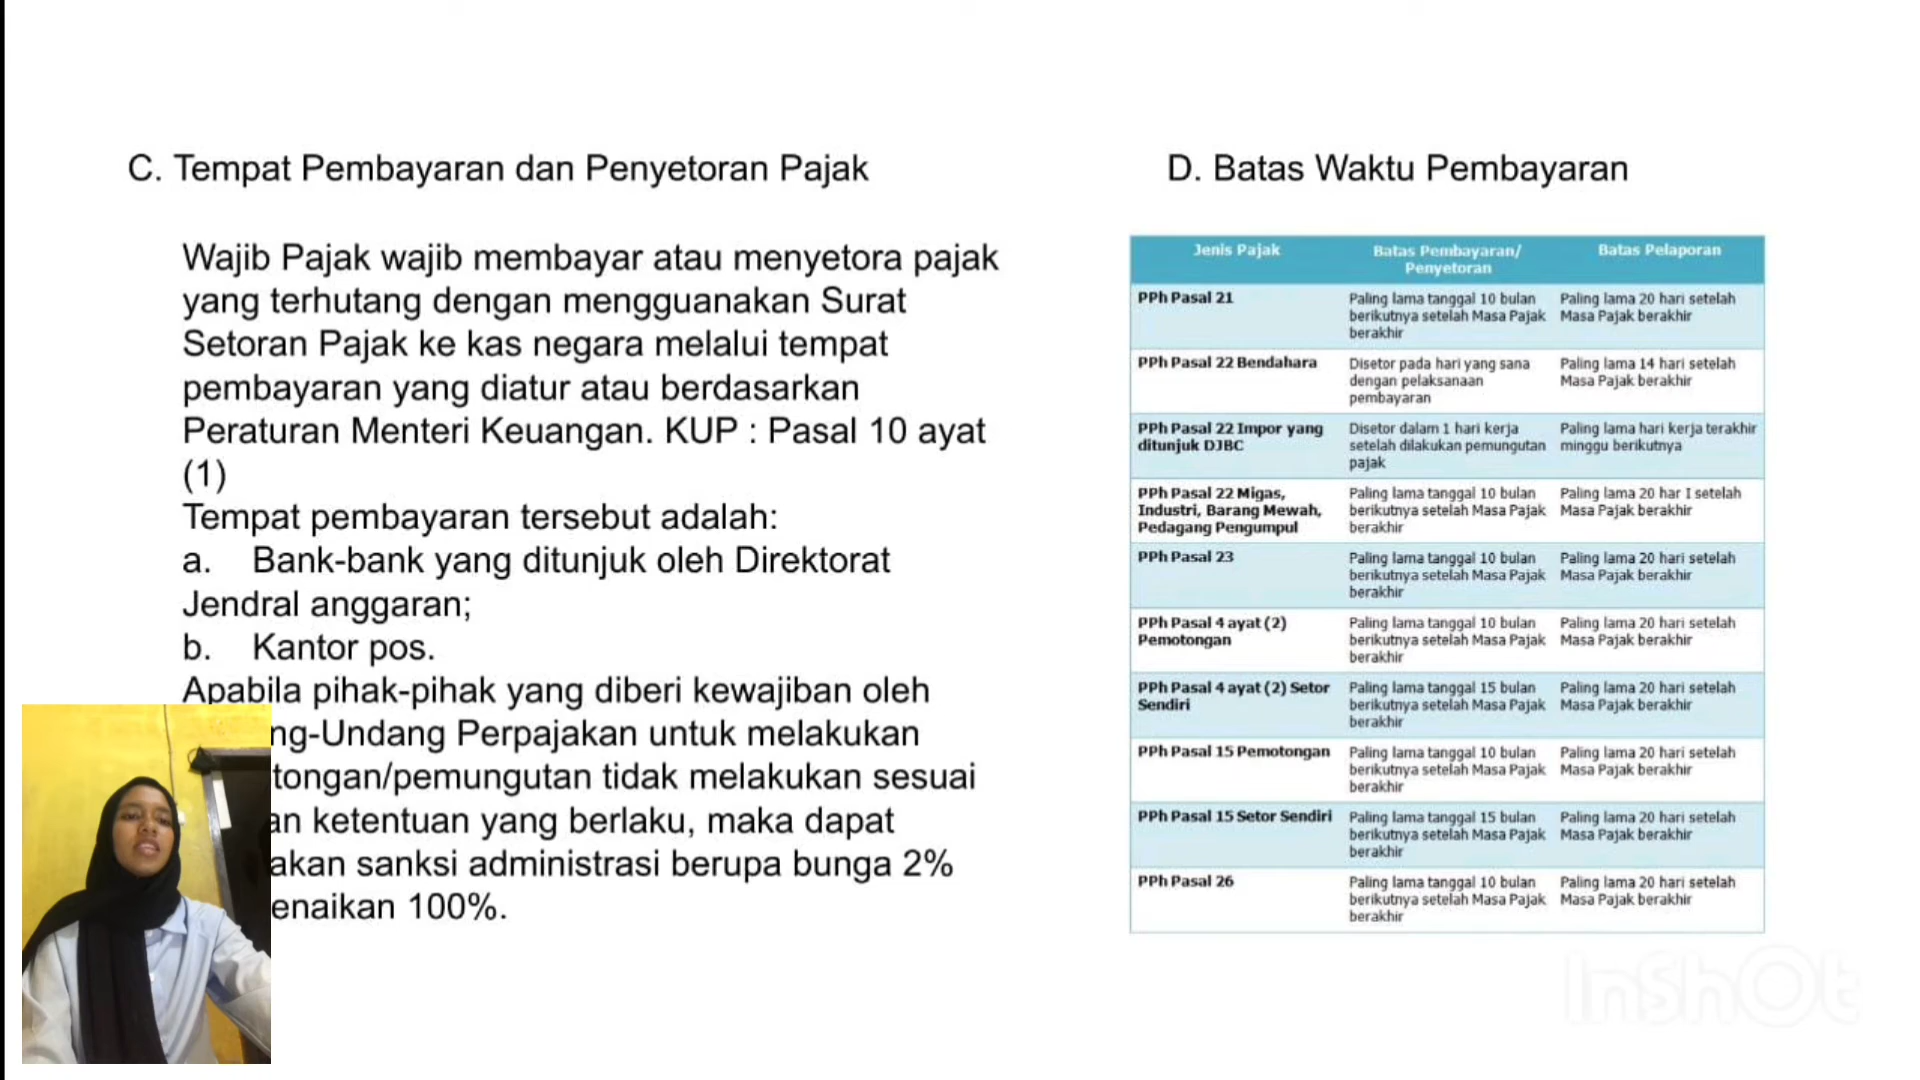 C. Tempat Pembayaran dan Penyetoran Pajak
Wajib Pajak wajib membayar atau menyetora pajak
yang terhutang dengan mengguanakan Surat
Setoran Pajak ke kas negara melalui tempat
pembayaran yang diatur atau berdasarkan
Peraturan Menteri Keuangan. KUP : Pasal 10 ayat
(1)
Tempat pembayaran tersebut adalah:
a. Bank-bank yang ditunjuk oleh Direktorat
Jendral anggaran;
b. Kantor pos.
Apabila pihak-pihak yang diberi kewajiban oleh
ng-Undang Perpajakan untuk melakukan
tongan/pemungutan tidak melakukan sesuai
an ketentuan yang berlaku, maka dapat
akan sanksi administrasi berupa bunga 2%
enaikan 100%.
D. Batas Waktu Pembayaran
Jenis Pajak
Batas Pembayaran/
Penyetoran
Batas Pelaporan
PPh Pasal 21
Paling lama tanggal 10 bulan
berikutnya setelah Masa Pajak
berakhir
Paling lama 20 hari setelah
Masa Pajak berakhir
PPh Pasal 22 Bendahara
Disetor pada hari yang sana
dengan pelaksanaan
pembayaran
Paling lama 14 hari setelah
Masa Pajak berakhir
PPh Pasal 22 Impor yang
ditunjuk DJBC
Disetor dalam 1 hari kerja
setelah dilakukan pemungutan
pajak
Paling lama hari kerja terakhir
minggu berikutnya
PPh Pasal 22 Migas,
Industri, Barang Mewah,
Pedagang Pengumpul
Paling lama tanggal 10 bulan
berikutnya setelah Masa Pajak
berakhir
Paling lama 20 har I setelah
Masa Pajak berakhir
PPh Pasal 23
Paling lama tanggal 10 bulan
berikutnya setelah Masa Pajak
berakhir
Paling lama 20 hari setelah
Masa Pajak berakhir
PPh Pasal 4 ayat (2)
Pemotongan
Paling lama tanggal 10 bulan
berikutnya setelah Masa Pajak
berakhir
Paling lama 20 hari setelah
Masa Pajak berakhir
PPh Pasal 4 ayat (2) Setor
Sendiri
Paling lama tanggal 15 bulan
berikutnya setelah Masa Pajak
berakhir
Paling lama 20 hari setelah
Masa Pajak berakhir
PPh Pasal 15 Pemotongan
Paling lama tanggal 10 bulan
berikutnya setelah Masa Pajak
berakhir
Paling lama 20 hari setelah
Masa Pajak berakhir
PPh Pasal 15 Setor Sendiri
Paling lama tanggal 15 bulan
berikutnya setelah Masa Pajak
berakhir
Paling lama 20 hari setelah
Masa Pajak berakhir
PPh Pasal 26
Paling lama tanggal 10 bulan
berikutnya setelah Masa Pajak
berakhir
Paling lama 20 hari setelah
Masa Pajak berakhir
InShOt